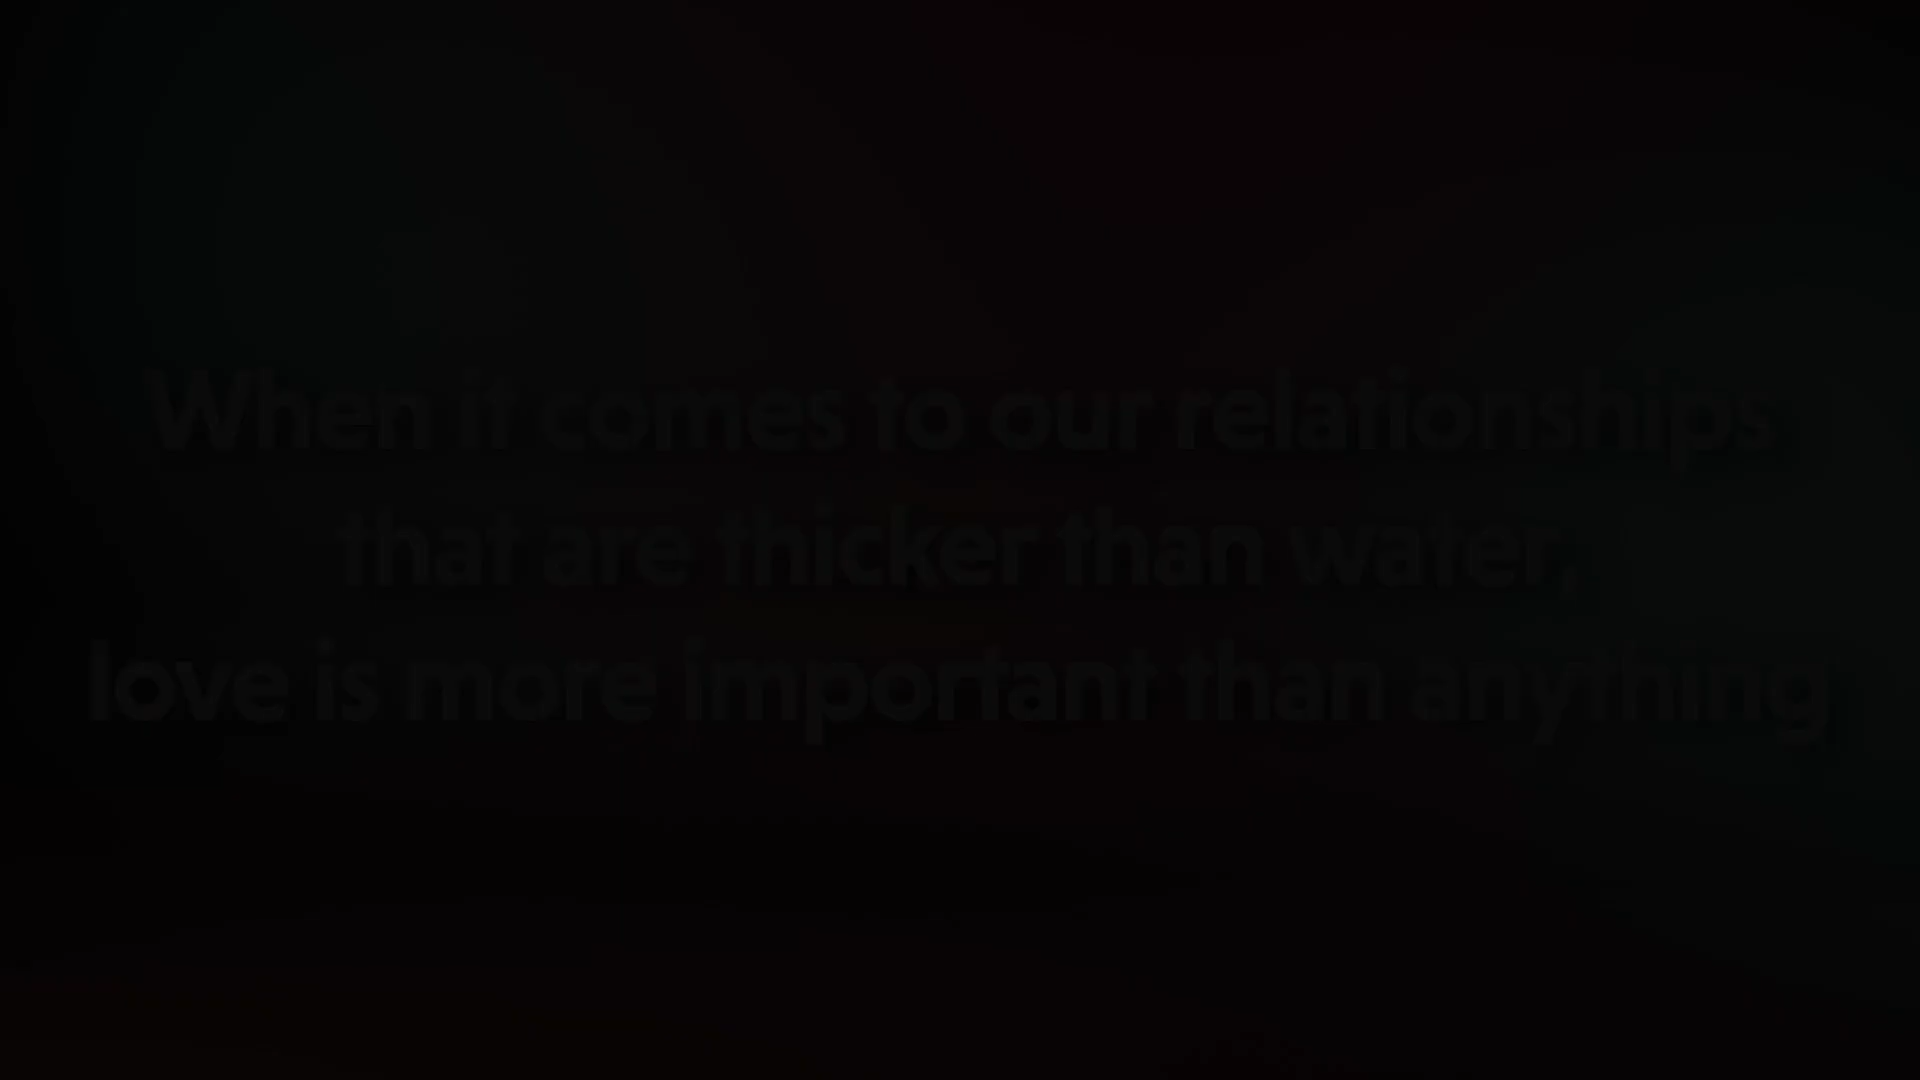 When it comes to our relationships
that are thicker than water,
love is more important than anything